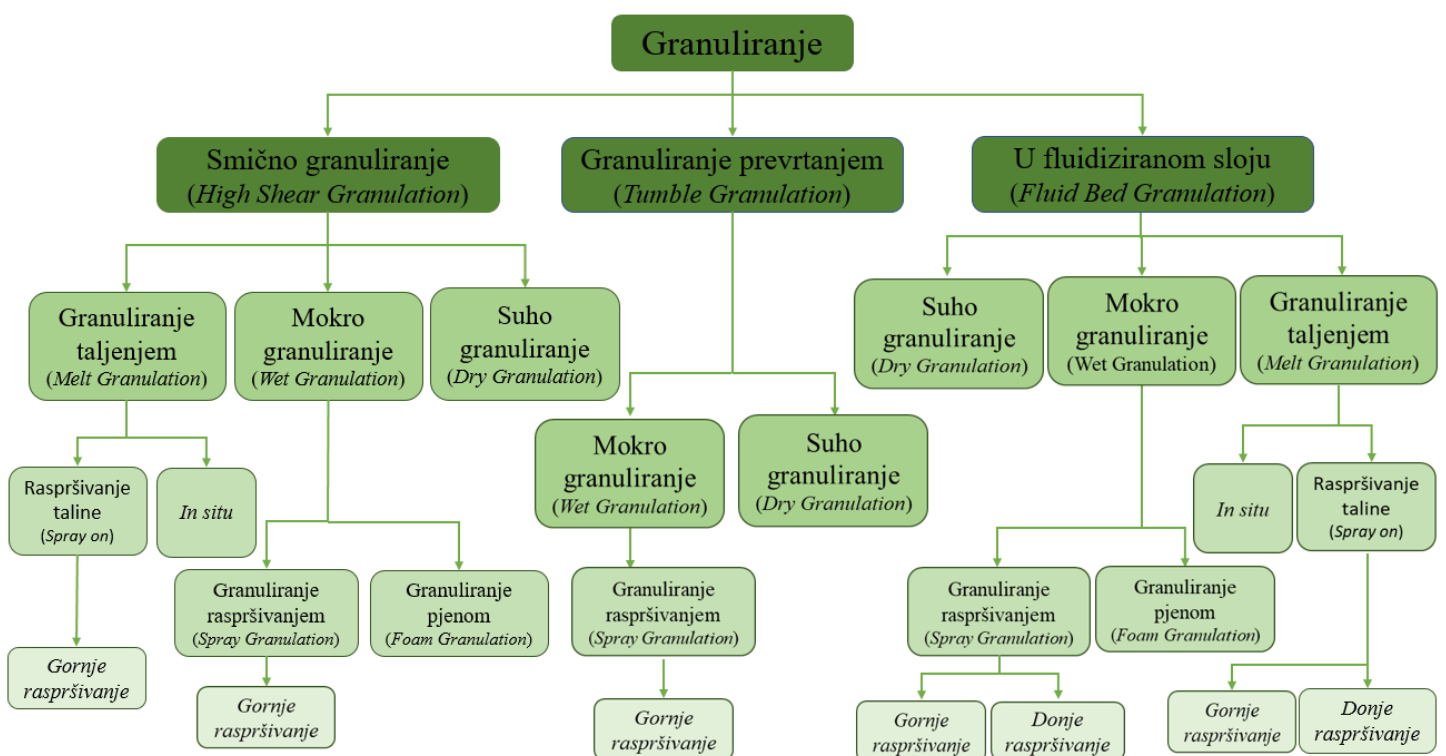 Granuliranje
Smično granuliranje
(High Shear Granulation)
Granuliranje prevrtanjem
(Tumble Granulation)
U fluidiziranom sloju
(Fluid Bed Granulation)
Granuliranje
taljenjem
(Melt Granulation)
Mokro
granuliranje
(Wet Granulation)
Suho
granuliranje
(Dry Granulation)
Suho
granuliranje
(Dry Granulation)
Mokro
granuliranje
(Wet Granulation)
Granuliranje
taljenjem
(Melt Granulation)
Mokro
granuliranje
(Wet Granulation)
Suho
granuliranje
(Dry Granulation)
Raspršivanje
taline
(Spray on)
In situ
In situ
Raspršivanje
taline
(Spray on)
Granuliranje
raspršivanjem
(Spray Granulation)
Granuliranje
pjenom
(Foam Granulation)
Granuliranje
raspršivanjem
(Spray Granulation)
Granuliranje
raspršivanjem
(Spray Granulation)
Granuliranje
pjenom
(Foam Granulation)
Gornje
raspršivanje
Gornje
raspršivanje
Gornje
raspršivanje
Gornje
raspršivanje
Donje
raspršivanje
Gornje
raspršivanje
Donje
raspršivanje